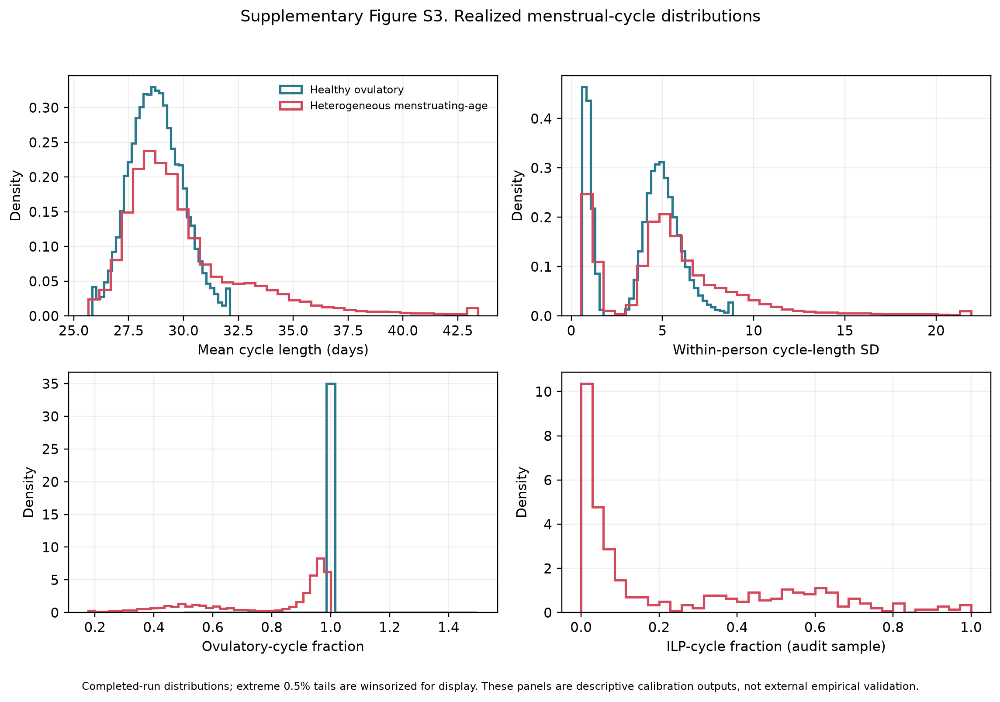 Supplementary Figure S3. Realized menstrual-cycle distributions
Healthy ovulatory
Heterogeneous menstruating-age
Density
0.30
0.25
0.20
0.15
0.10
0.05
0.00
25.0 27.5 30.0 32.5 35.0 37.5 40.0 42.5
Mean cycle length (days)
Density
0.4
0.3
0.2
0.1
0.0
0 5 10 15 20
Within-person cycle-length SD
Density
35
30
25
20
15
10
5
0
0.2 0.4 0.6 0.8 1.0 1.2 1.4
Ovulatory-cycle fraction
Density
10
8
6
4
2
0
0.0 0.2 0.4 0.6 0.8 1.0
ILP-cycle fraction (audit sample)
Completed-run distributions; extreme 0.5% tails are winsorized for display. These panels are descriptive calibration outputs, not external empirical validation.